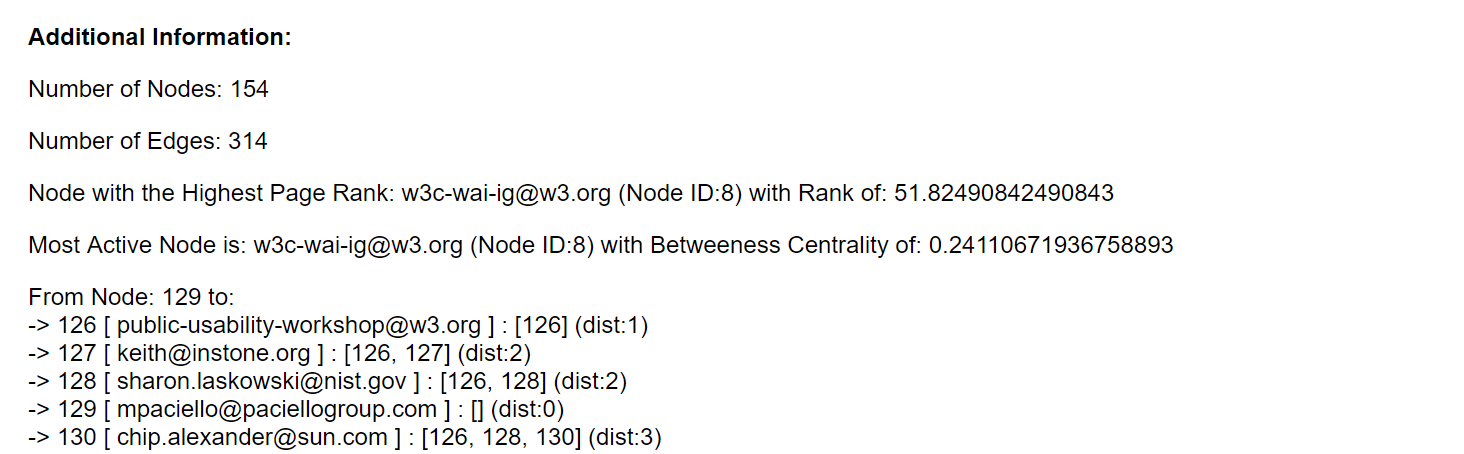 Additional Information:
Number of Nodes: 154
Number of Edges: 314
Node with the Highest Page Rank: w3c-wai-ig@w3.org (Node ID:8) with Rank of: 51.82490842490843
Most Active Node is: w3c-wai-ig@w3.org (Node ID:8) with Betweeness Centrality of: 0.24110671936758893
From Node: 129 to:
-> 126 [ public-usability-workshop@w3.org ] : [126] (dist:1)
-> 127 [ keith@instone.org ] : [126, 127] (dist:2)
-> 128 [ sharon.laskowski@nist.gov ] : [126, 128] (dist:2)
-> 129 [ mpaciello@paciellogroup.com ] : [] (dist:0)
-> 130 [ chip.alexander@sun.com ] : [126, 128, 130] (dist:3)